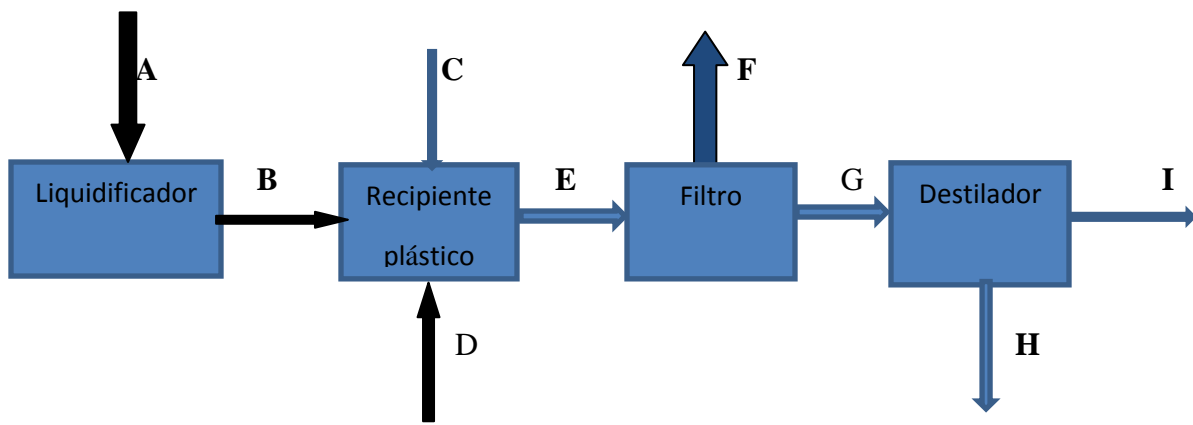 A
C
F
Liquidificador
B
Recipiente
plástico
E
Filtro
G
Destilador
I
D
H